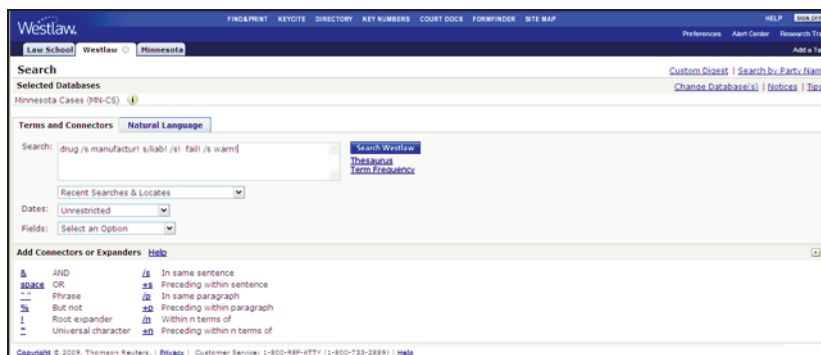 Westlaw. FIND&PRINT KEYCITE DIRECTORY KEY NUMBERS COURT DOCS FORMFINDER SITE MAP HELP SIGN OFF
Preferences Alert Center Research Tra
Law School Westlaw Minnesota Add a Ta
Search Custom Digest | Search by Party Nam
Selected Databases Change Database(s) | Notices | Tips
Minnesota Cases (MN-CS)
Terms and Connectors Natural Language
Search: drug /s manufactur! s/liab! /s! fail! /s warn! Search Westlaw
Thesaurus
Term Frequency
Recent Searches & Locates
Dates: Unrestricted
Fields: Select an Option
Add Connectors or Expanders Help
& AND /s In same sentence
space OR +s Preceding within sentence
" " Phrase /p In same paragraph
% But not +p Preceding within paragraph
! Root expander /n Within n terms of
* Universal character +n Preceding within n terms of
Copyright © 2009, Thomson Reuters. | Privacy | Customer Service: 1-800-REF-ATTY (1-800-733-2889) | Help